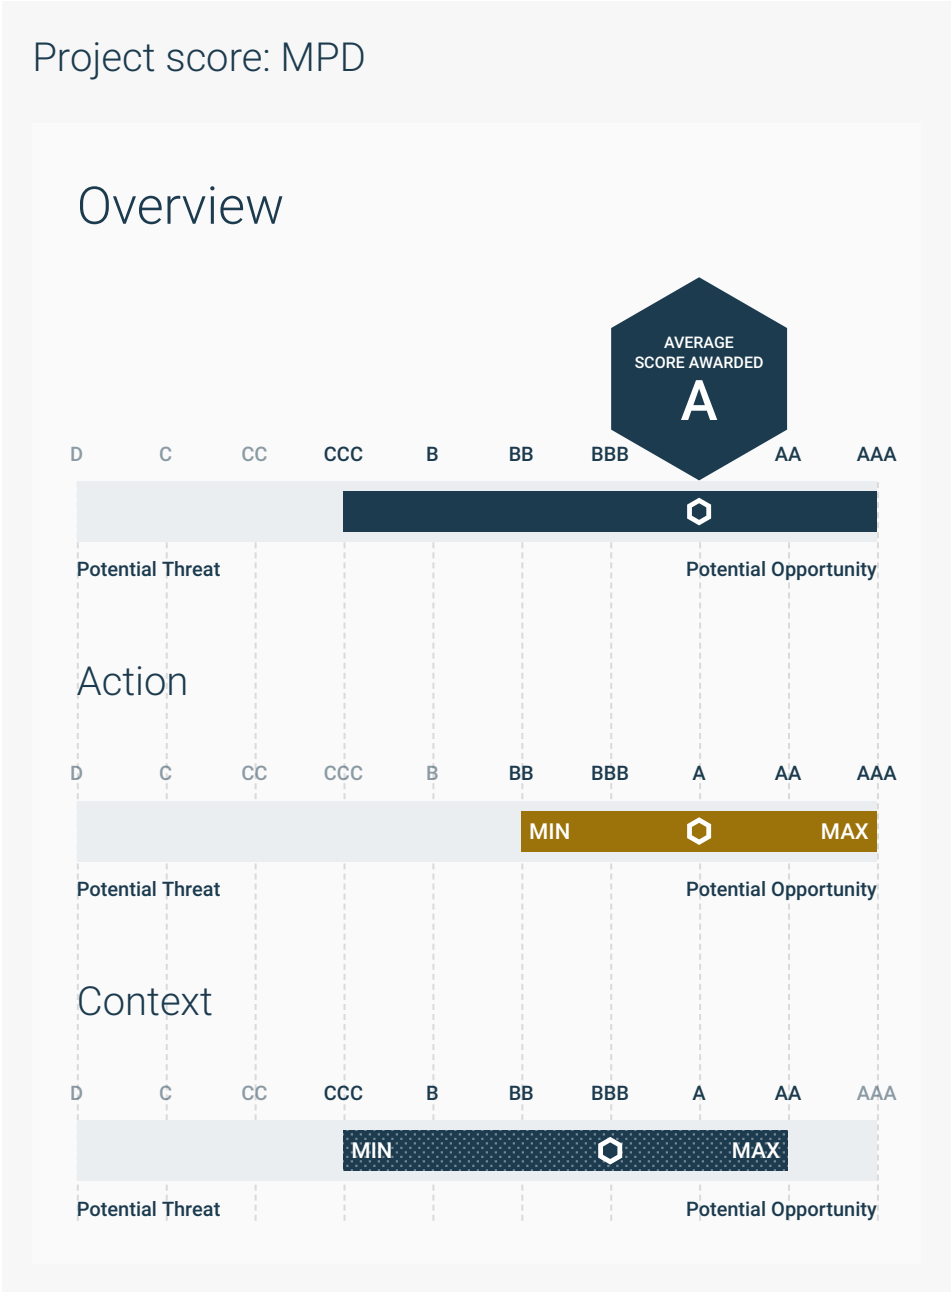 Project score: MPD
Overview
AVERAGE
SCORE AWARDED
A
D C CC CCC B BB BBB AA AAA
Potential Threat Potential Opportunity
Action
D C CC CCC B BB BBB A AA AAA
MIN MAX
Potential Threat Potential Opportunity
Context
D C CC CCC B BB BBB A AA AAA
MIN MAX
Potential Threat Potential Opportunity